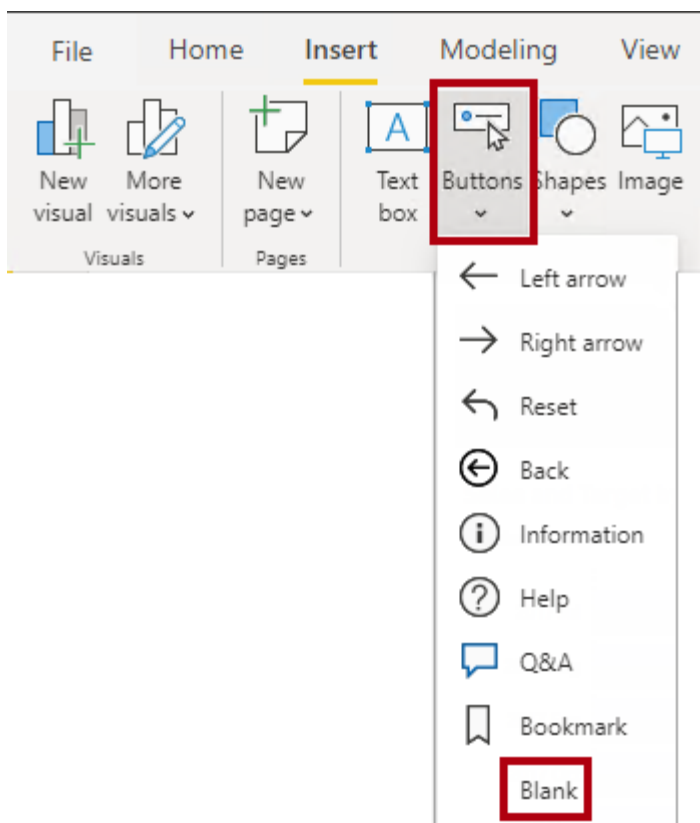 File Home Insert Modeling View
A
New visual More visuals New page Text box Buttons Shapes Image
Visuals Pages
Left arrow
Right arrow
Reset
Back
Information
Help
Q&A
Bookmark
Blank